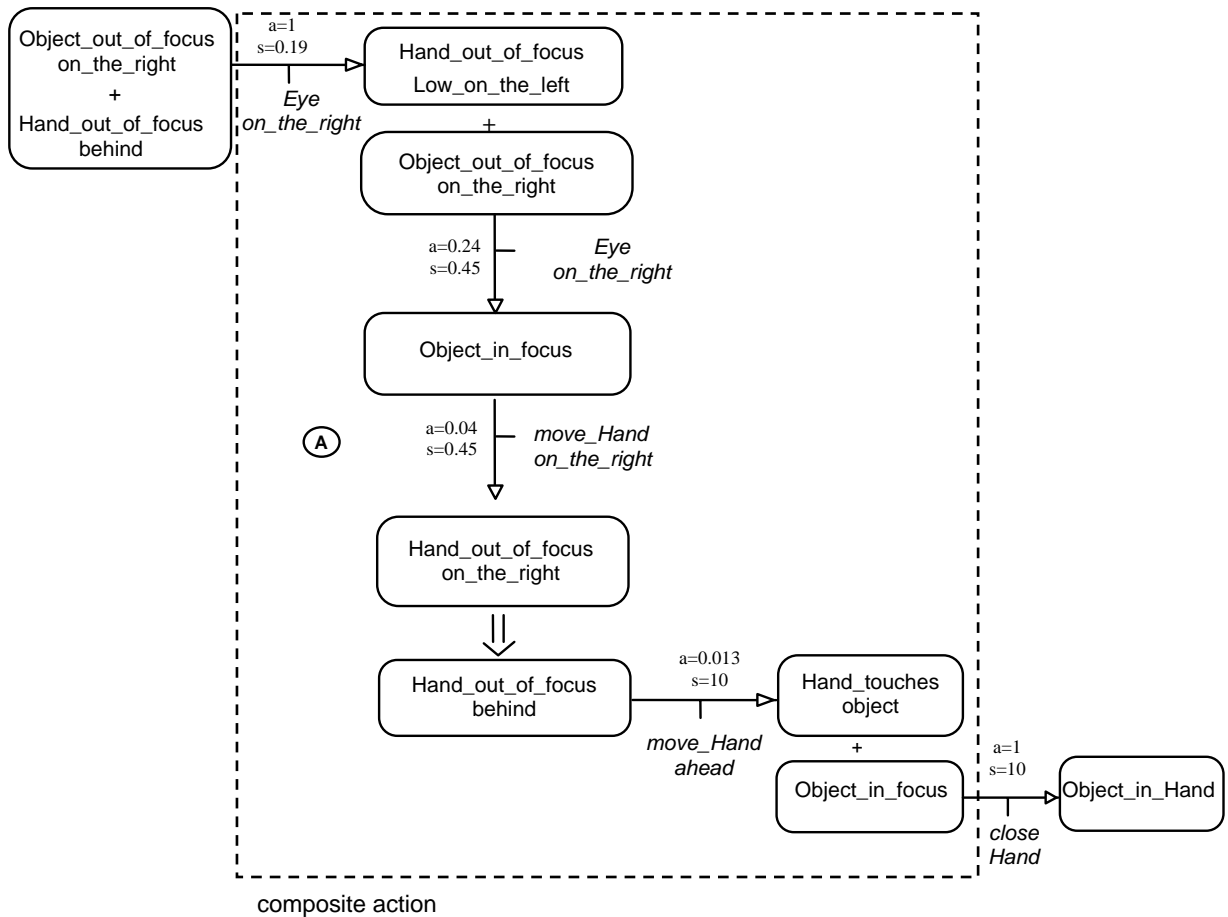 Object_out_of_focus
on_the_right
+
Hand_out_of_focus
behind
a=1
s=0.19
Eye
on_the_right
Hand_out_of_focus
Low_on_the_left
+
Object_out_of_focus
on_the_right
a=0.24
s=0.45
Eye
on_the_right
Object_in_focus
A
a=0.04
s=0.45
move_Hand
on_the_right
Hand_out_of_focus
on_the_right
Hand_out_of_focus
behind
a=0.013
s=10
move_Hand
ahead
Hand_touches
object
+
Object_in_focus
a=1
s=10
close
Hand
Object_in_Hand
composite action